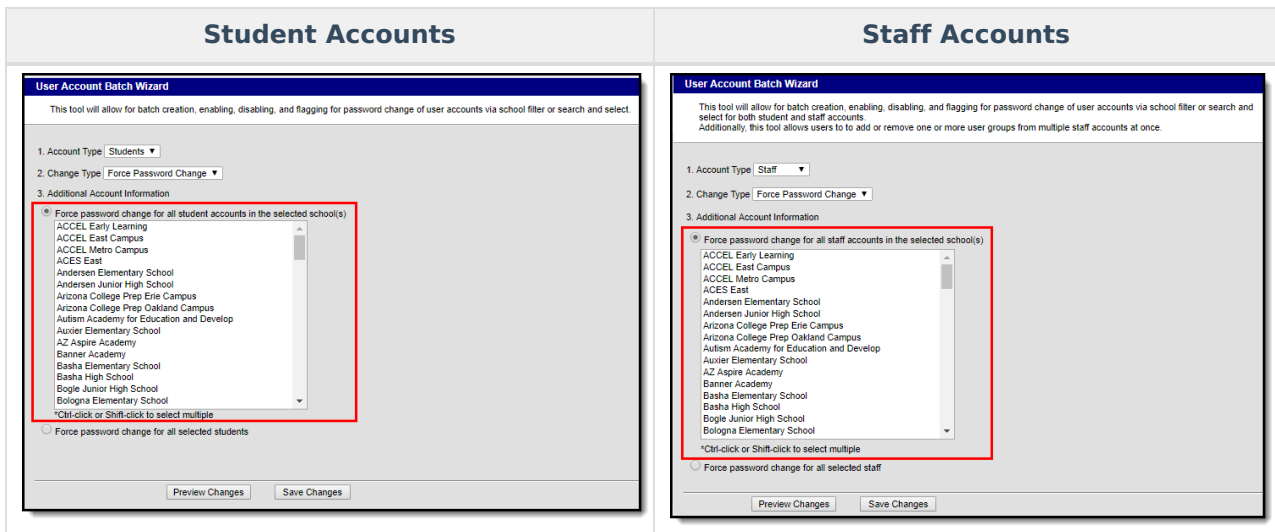 Student Accounts
User Account Batch Wizard
This tool will allow for batch creation, enabling, disabling, and flagging for password change of user accounts via school filter or search and select.
1. Account Type Students ▼
2. Change Type Force Password Change ▼
3. Additional Account Information
Force password change for all student accounts in the selected school(s)
ACCEL Early Learning
ACCEL East Campus
ACCEL Metro Campus
ACES East
Andersen Elementary School
Andersen Junior High School
Arizona College Prep Erie Campus
Arizona College Prep Oakland Campus
Autism Academy for Education and Develop
Auxier Elementary School
AZ Aspire Academy
Banner Academy
Basha Elementary School
Basha High School
Bogle Junior High School
Bologna Elementary School
*Ctrl-click or Shift-click to select multiple
Force password change for all selected students
Preview Changes Save Changes
Staff Accounts
User Account Batch Wizard
This tool will allow for batch creation, enabling, disabling, and flagging for password change of user accounts via school filter or search and
select for both student and staff accounts.
Additionally, this tool allows users to to add or remove one or more user groups from multiple staff accounts at once.
1. Account Type Staff ▼
2. Change Type Force Password Change ▼
3. Additional Account Information
Force password change for all staff accounts in the selected school(s)
ACCEL Early Learning
ACCEL East Campus
ACCEL Metro Campus
ACES East
Andersen Elementary School
Andersen Junior High School
Arizona College Prep Erie Campus
Arizona College Prep Oakland Campus
Autism Academy for Education and Develop
Auxier Elementary School
AZ Aspire Academy
Banner Academy
Basha Elementary School
Basha High School
Bogle Junior High School
Bologna Elementary School
*Ctrl-click or Shift-click to select multiple
Force password change for all selected staff
Preview Changes Save Changes